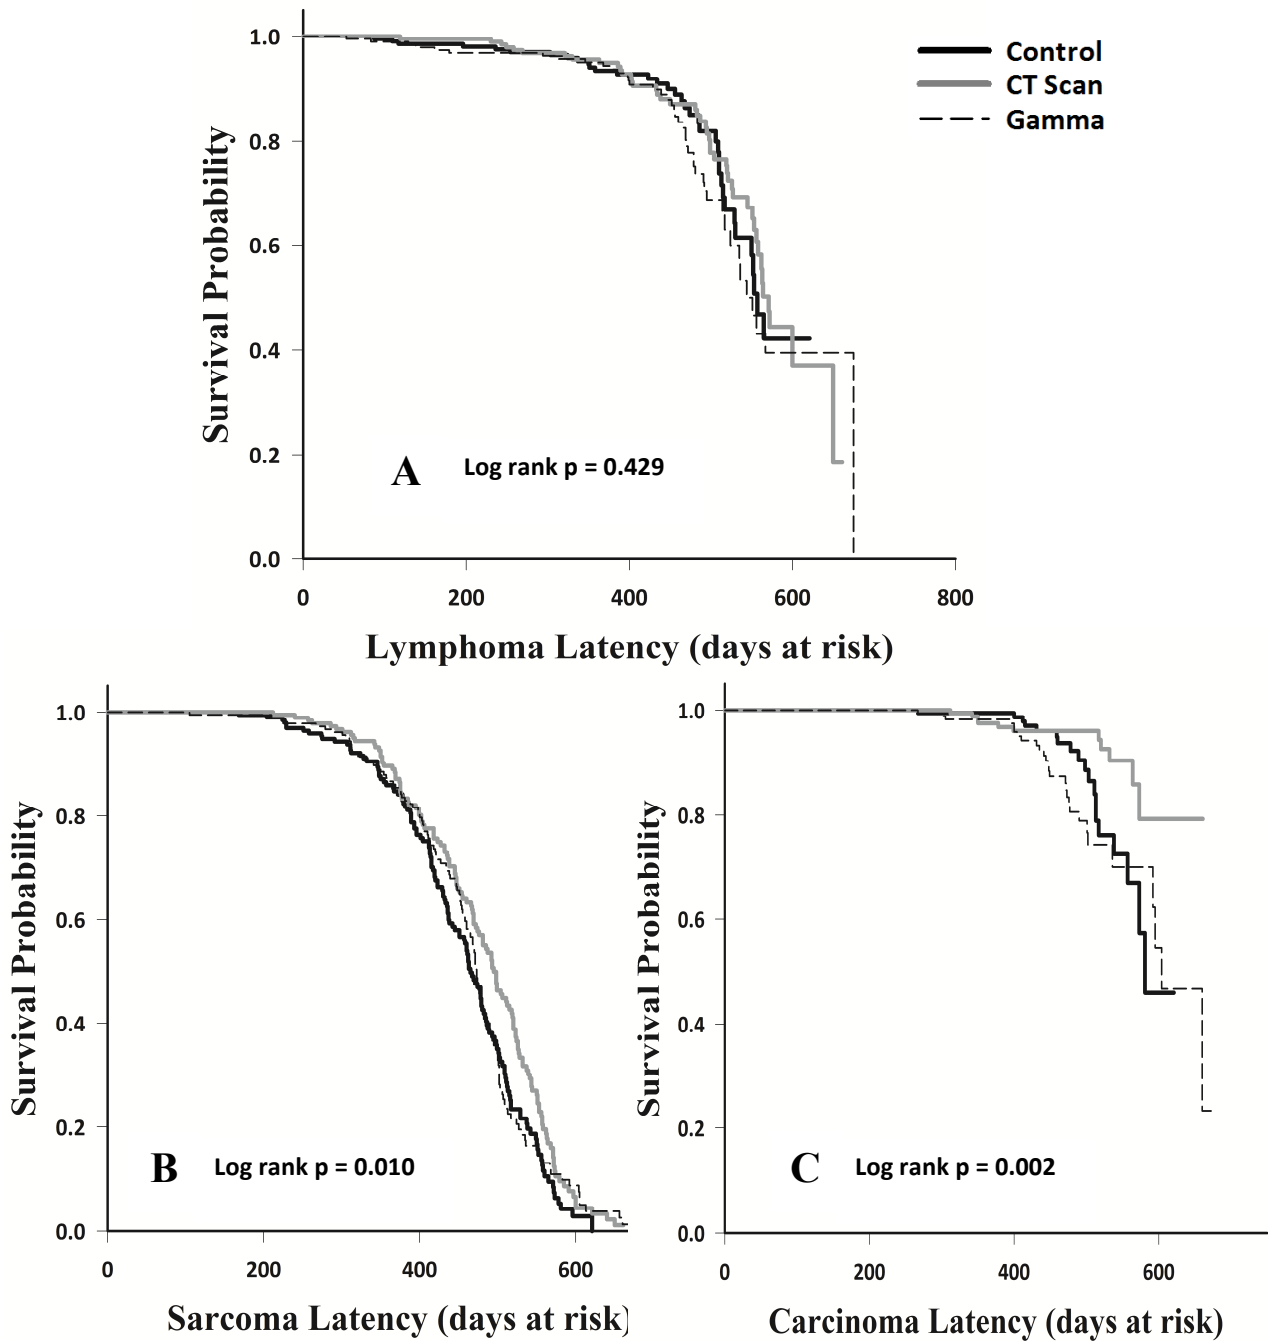 Control
CT Scan
Gamma
Survival Probability
1.0
0.8
0.6
0.4
0.2
0.0
A
Log rank p = 0.429
0 200 400 600 800
Lymphoma Latency (days at risk)
Survival Probability
1.0
0.8
0.6
0.4
0.2
0.0
B
Log rank p = 0.010
0 200 400 600
Sarcoma Latency (days at risk)
Survival Probability
1.0
0.8
0.6
0.4
0.2
0.0
C
Log rank p = 0.002
0 200 400 600
Carcinoma Latency (days at risk)